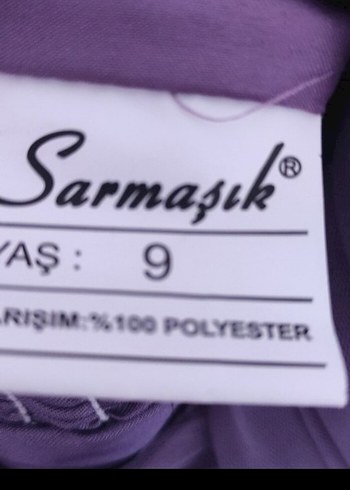 Sarmaşık®
YAŞ : 9
ARIŞIM:%100 POLYESTER